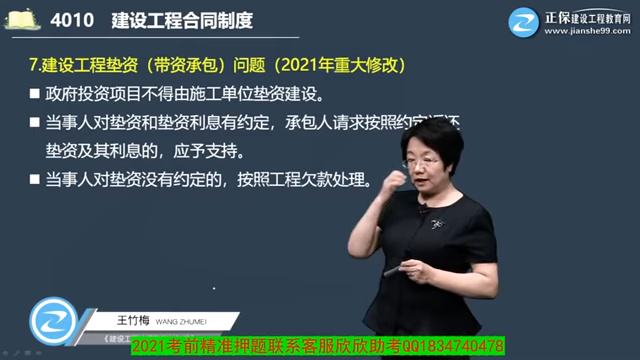 4010 建设工程合同制度
正保建设工程教育网
www.jianshe99.com
7.建设工程垫资（带资承包）问题（2021年重大修改）
■ 政府投资项目不得由施工单位垫资建设。
■ 当事人对垫资和垫资利息有约定，承包人请求按照约定返还
垫资及其利息的，应予支持。
■ 当事人对垫资没有约定的，按照工程欠款处理。
王竹梅 WANG ZHUMEI
《建设工
2021考前精准押题联系客服欣欣助考QQ1834740478